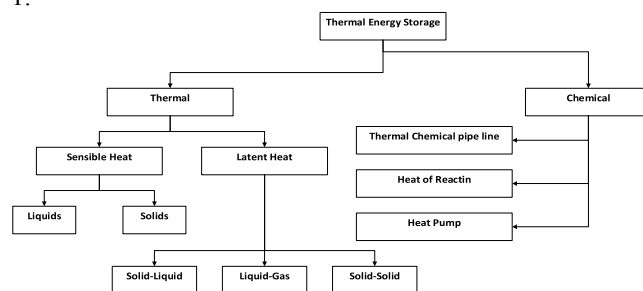 Thermal Energy Storage
Thermal
Chemical
Thermal Chemical pipe line
Sensible Heat
Latent Heat
Heat of Reactin
Liquids
Solids
Heat Pump
Solid-Liquid
Liquid-Gas
Solid-Solid